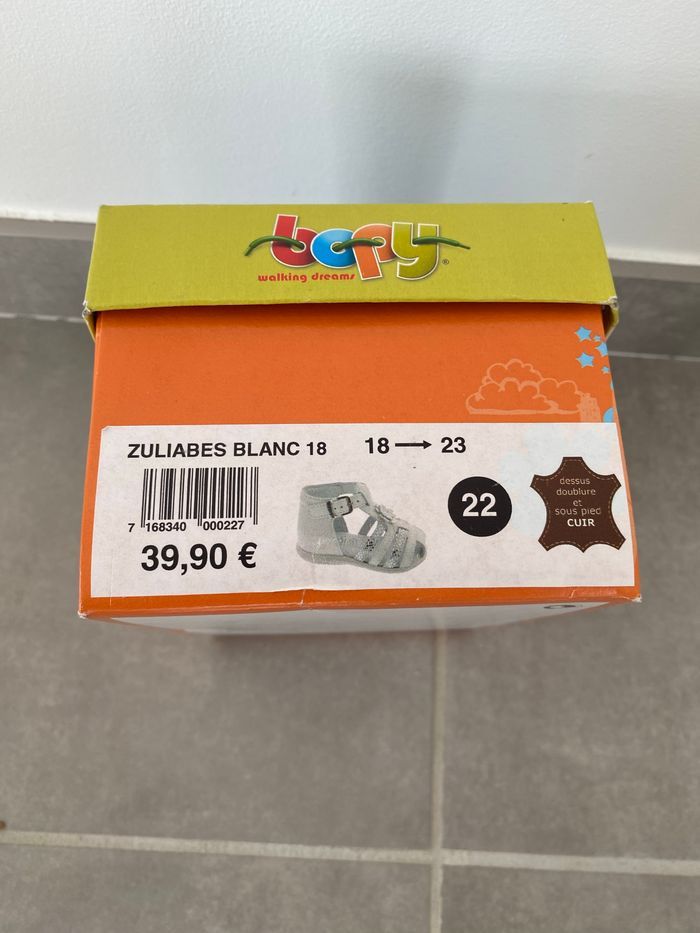 bopy®
walking dreams
ZULIABES BLANC 18 18 → 23
7 168340 000227
39,90 €
22
dessus
doublure
et
sous pied
CUIR